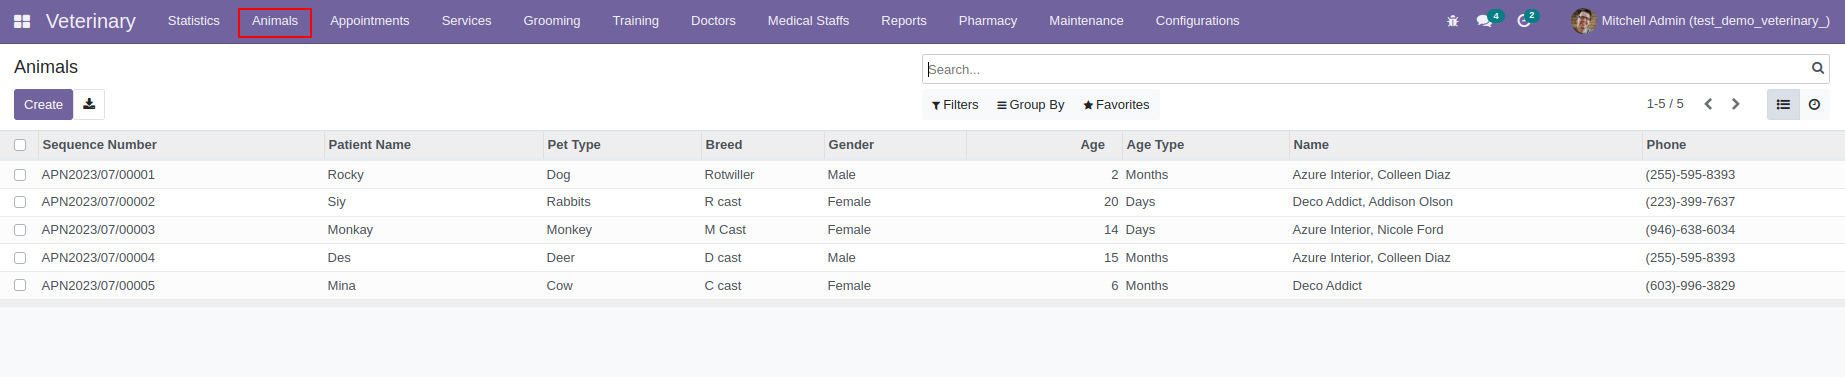 Veterinary Statistics Animals Appointments Services Grooming Training Doctors Medical Staffs Reports Pharmacy Maintenance Configurations 4 2 Mitchell Admin (test_demo_veterinary_)
Animals Search...
Create Filters Group By Favorites 1-5 / 5
Sequence Number Patient Name Pet Type Breed Gender Age Age Type Name Phone
APN2023/07/00001 Rocky Dog Rotwiller Male 2 Months Azure Interior, Colleen Diaz (255)-595-8393
APN2023/07/00002 Siy Rabbits R cast Female 20 Days Deco Addict, Addison Olson (223)-399-7637
APN2023/07/00003 Monkay Monkey M Cast Female 14 Days Azure Interior, Nicole Ford (946)-638-6034
APN2023/07/00004 Des Deer D cast Male 15 Months Azure Interior, Colleen Diaz (255)-595-8393
APN2023/07/00005 Mina Cow C cast Female 6 Months Deco Addict (603)-996-3829